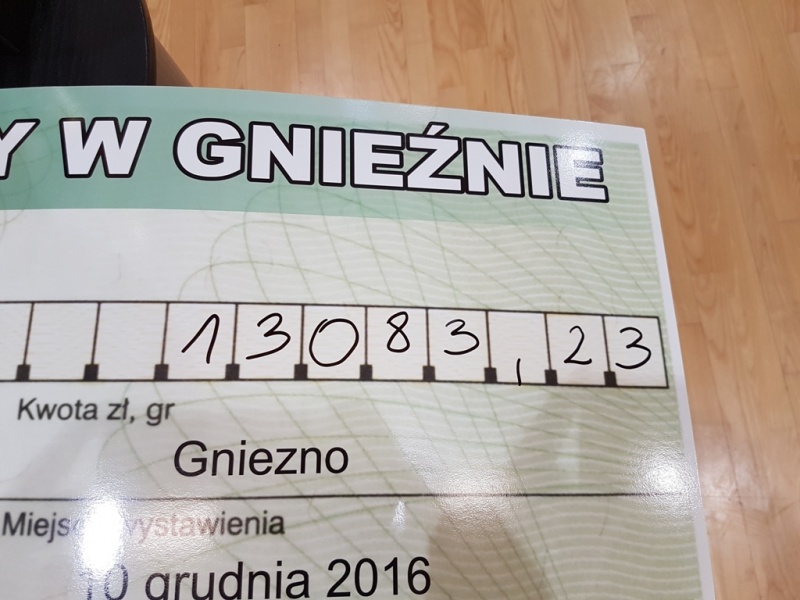 Y W GNIEŹNIE
13083,23
Kwota zł, gr
Gniezno
Miejsce wystawienia
10 grudnia 2016